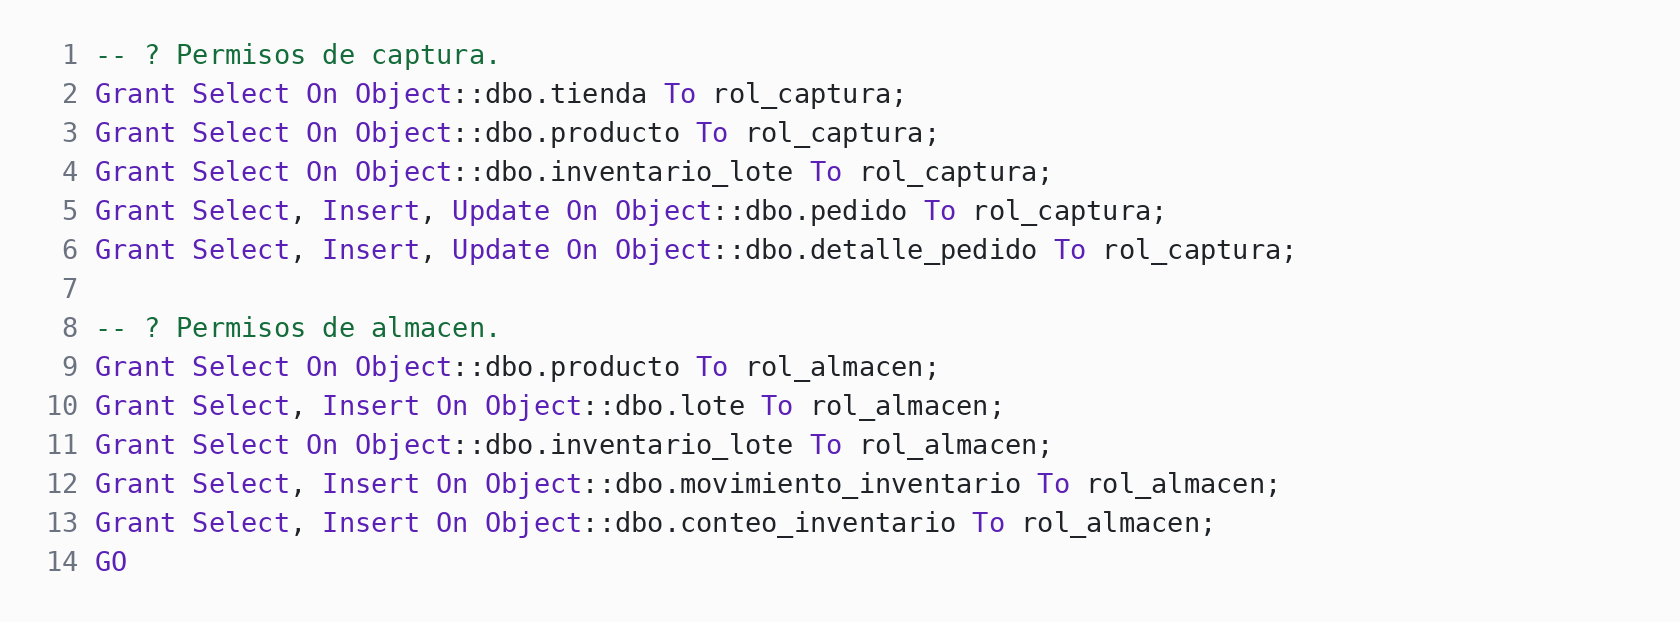 1 -- ? Permisos de captura.
2 Grant Select On Object::dbo.tienda To rol_captura;
3 Grant Select On Object::dbo.producto To rol_captura;
4 Grant Select On Object::dbo.inventario_lote To rol_captura;
5 Grant Select, Insert, Update On Object::dbo.pedido To rol_captura;
6 Grant Select, Insert, Update On Object::dbo.detalle_pedido To rol_captura;
7
8 -- ? Permisos de almacen.
9 Grant Select On Object::dbo.producto To rol_almacen;
10 Grant Select, Insert On Object::dbo.lote To rol_almacen;
11 Grant Select On Object::dbo.inventario_lote To rol_almacen;
12 Grant Select, Insert On Object::dbo.movimiento_inventario To rol_almacen;
13 Grant Select, Insert On Object::dbo.conteo_inventario To rol_almacen;
14 GO